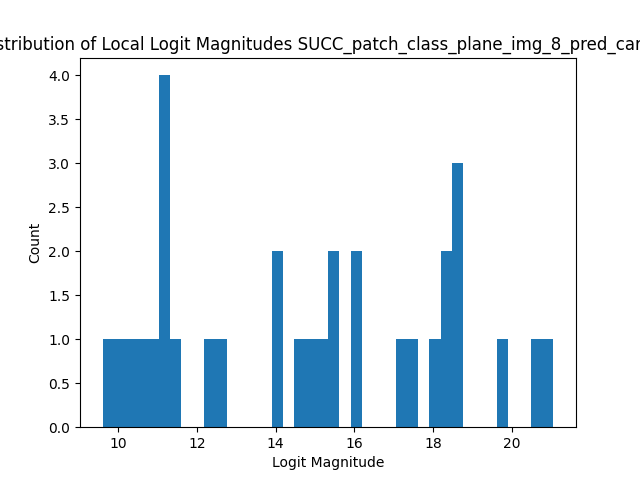 stribution of Local Logit Magnitudes SUCC_patch_class_plane_img_8_pred_car
4.0
3.5
3.0
2.5
2.0
1.5
1.0
0.5
0.0
Count
10 12 14 16 18 20
Logit Magnitude